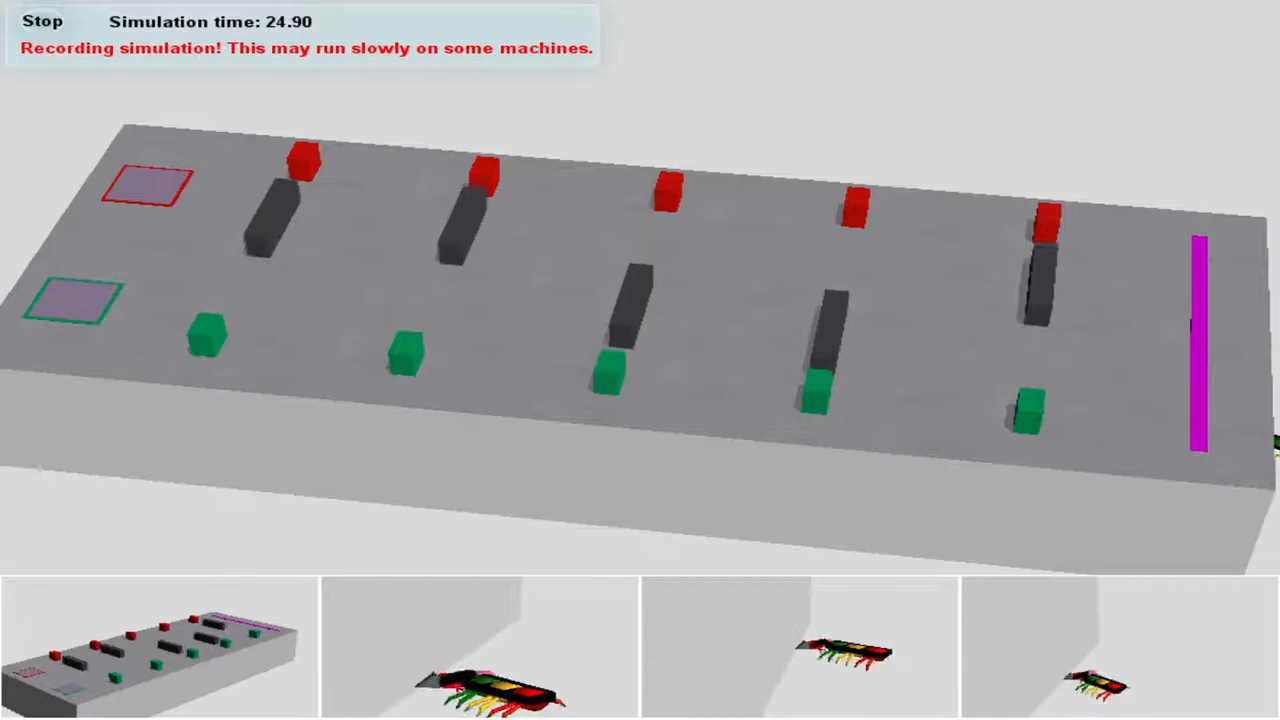 Stop Simulation time: 24.90
Recording simulation! This may run slowly on some machines.